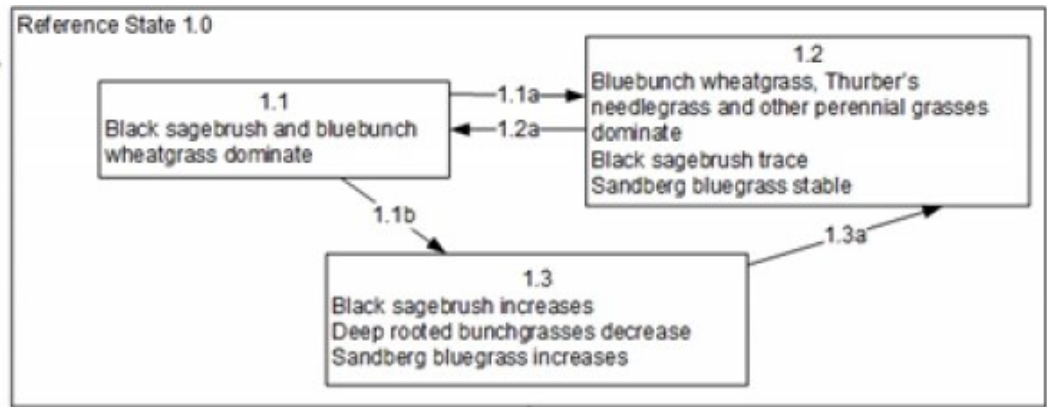 Reference State 1.0
1.1
Black sagebrush and bluebunch
wheatgrass dominate
1.1a
1.2a
1.2
Bluebunch wheatgrass, Thurber's
needlegrass and other perennial grasses
dominate
Black sagebrush trace
Sandberg bluegrass stable
1.1b
1.3a
1.3
Black sagebrush increases
Deep rooted bunchgrasses decrease
Sandberg bluegrass increases